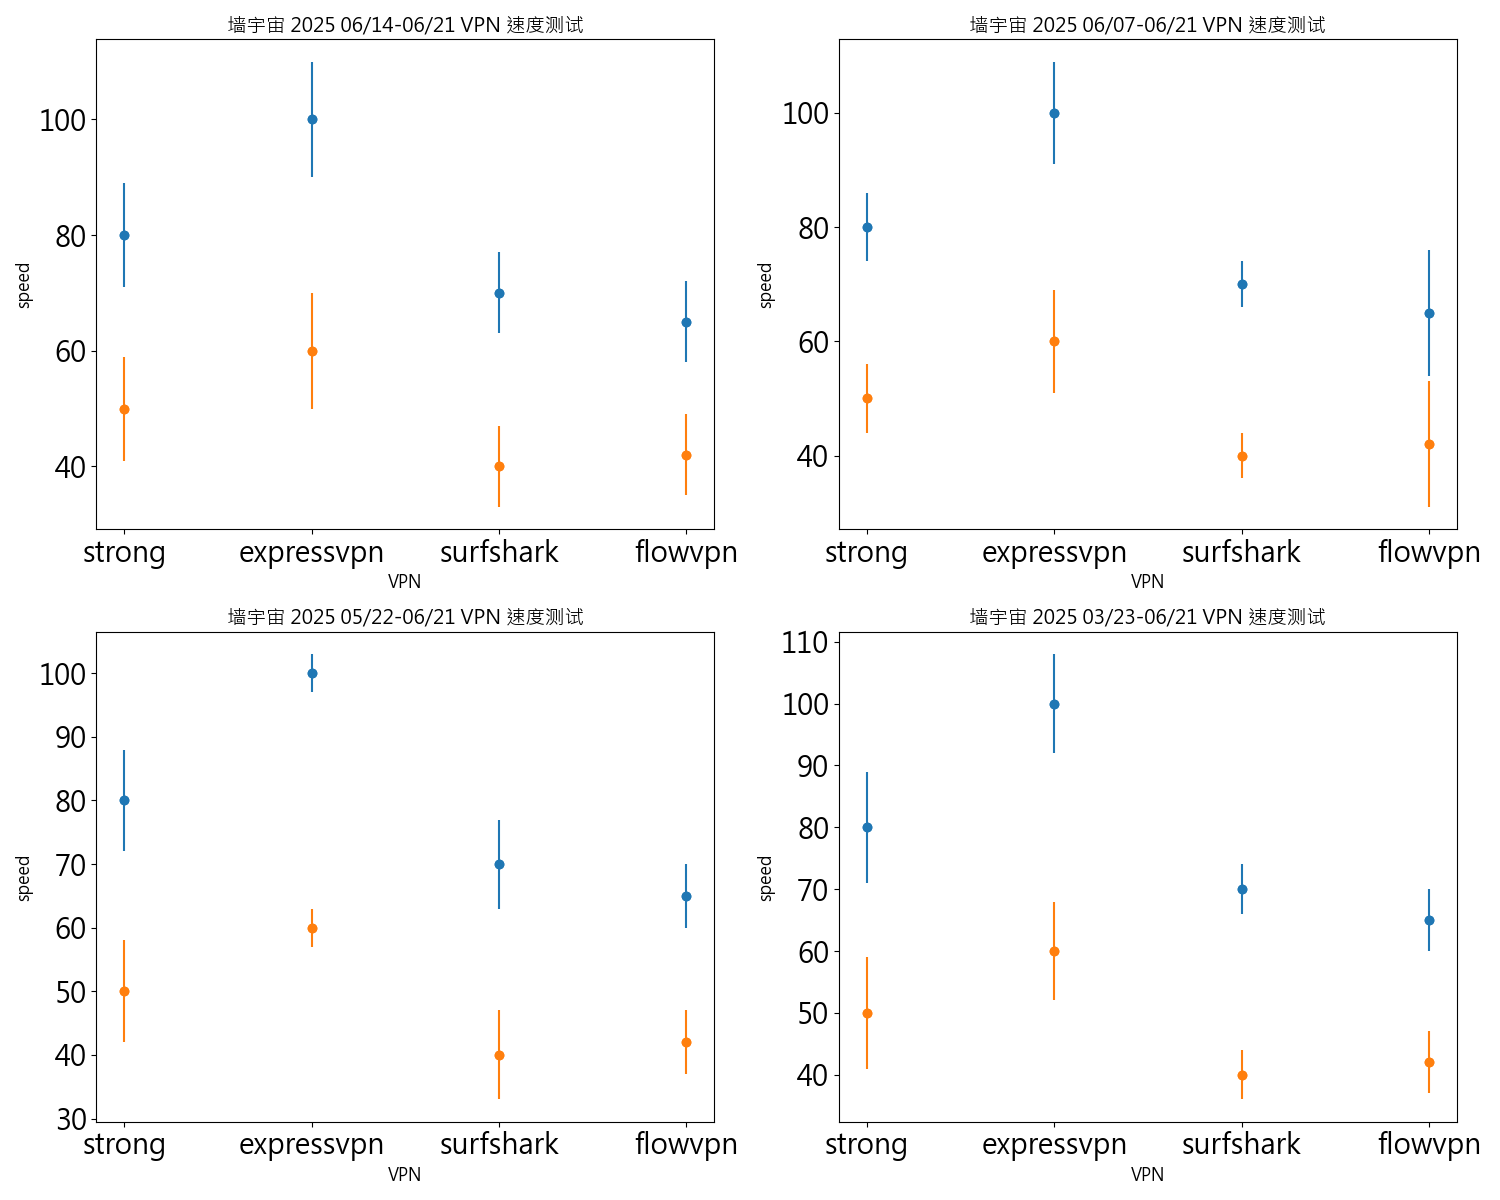 墙宇宙 2025 06/14-06/21 VPN 速度测试
100
80
60
40
speed
strong expressvpn surfshark flowvpn
VPN
墙宇宙 2025 06/07-06/21 VPN 速度测试
100
80
60
40
speed
strong expressvpn surfshark flowvpn
VPN
墙宇宙 2025 05/22-06/21 VPN 速度测试
100
90
80
70
60
50
40
30
speed
strong expressvpn surfshark flowvpn
VPN
墙宇宙 2025 03/23-06/21 VPN 速度测试
110
100
90
80
70
60
50
40
speed
strong expressvpn surfshark flowvpn
VPN